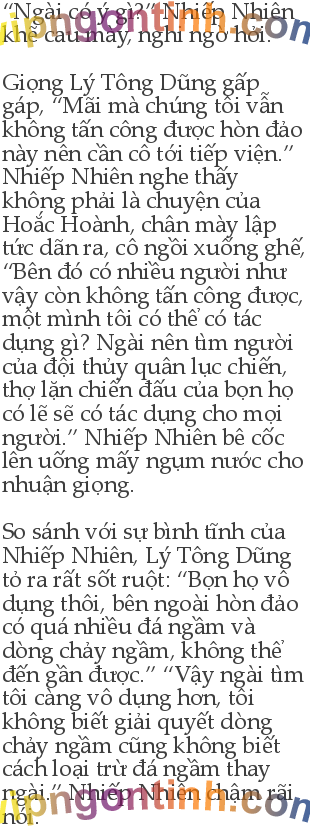 “Ngài có ý gì?” Nhiếp Nhiên
khẽ cau mày, nghi ngờ hỏi.
Giọng Lý Tông Dũng gấp
gáp, “Mãi mà chúng tôi vẫn
không tấn công được hòn đảo
này nên cần cô tới tiếp viện.”
Nhiếp Nhiên nghe thấy
không phải là chuyện của
Hoắc Hoành, chân mày lập
tức dãn ra, cô ngồi xuống ghế,
“Bên đó có nhiều người như
vậy còn không tấn công được,
một mình tôi có thể có tác
dụng gì? Ngài nên tìm người
của đội thủy quân lục chiến,
thợ lặn chiến đấu của bọn họ
có lẽ sẽ có tác dụng cho mọi
người.” Nhiếp Nhiên bê cốc
lên uống mấy ngụm nước cho
nhuận giọng.
So sánh với sự bình tĩnh của
Nhiếp Nhiên, Lý Tông Dũng
tỏ ra rất sốt ruột: “Bọn họ vô
dụng thôi, bên ngoài hòn đảo
có quá nhiều đá ngầm và
dòng chảy ngầm, không thể
đến gần được.” “Vậy ngài tìm
tôi càng vô dụng hơn, tôi
không biết giải quyết dòng
chảy ngầm cũng không biết
cách loại trừ đá ngầm thay
ngài.” Nhiếp Nhiên chậm rãi
nói.
vipngontinh.com